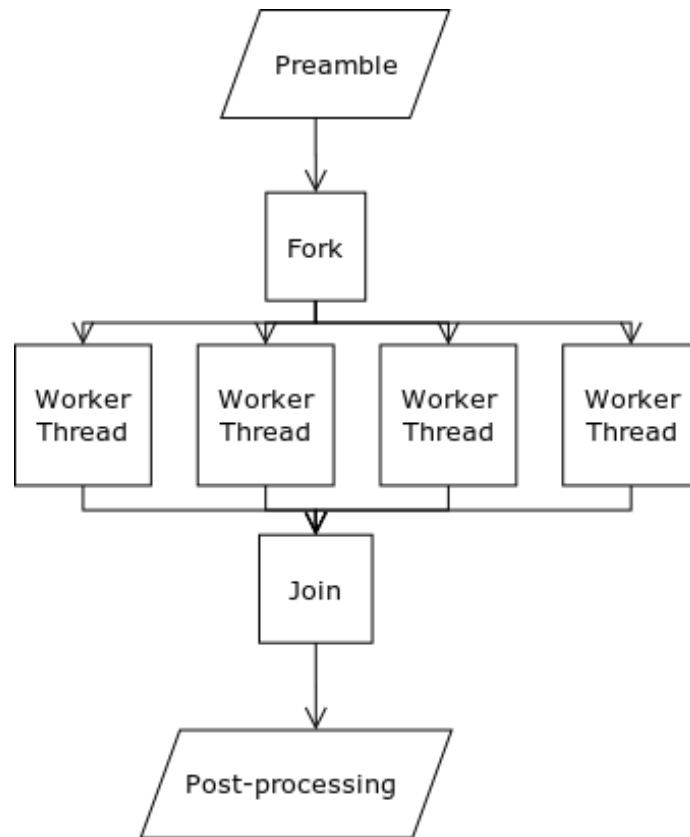 Preamble
Fork
Worker
Thread
Worker
Thread
Worker
Thread
Worker
Thread
Join
Post-processing